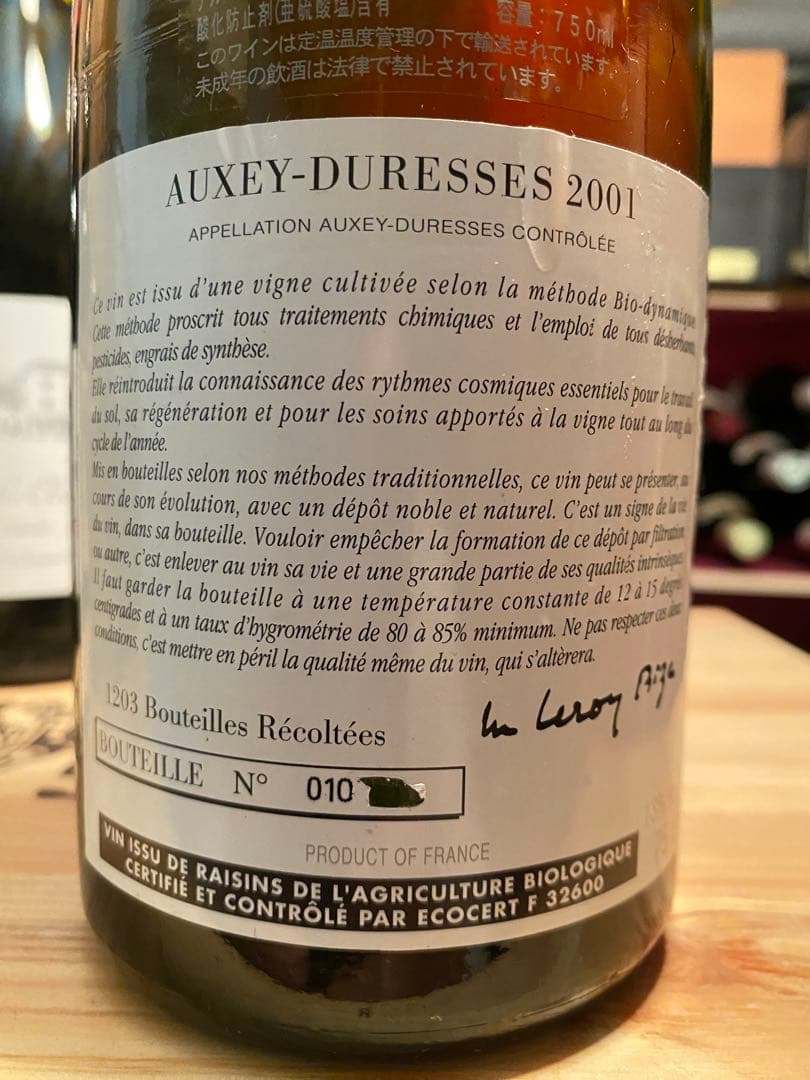 酸化防止剤(亜硫酸塩)含有 容量:750ml
このワインは定温温度管理の下で輸送されています。
未成年の飲酒は法律で禁止されています。
AUXEY-DURESSES 2001
APPELLATION AUXEY-DURESSES CONTRÔLÉE
Ce vin est issu d'une vigne cultivée selon la méthode Bio-dynamique
Cette méthode proscrit tous traitements chimiques et l'emploi de tous désherbants,
pesticides, engrais de synthèse.
Elle réintroduit la connaissance des rythmes cosmiques essentiels pour le travail
du sol, sa régénération et pour les soins apportés à la vigne tout au long du
cycle de l'année.
Mis en bouteilles selon nos méthodes traditionnelles, ce vin peut se présenter, au
cours de son évolution, avec un dépôt noble et naturel. C'est un signe de la vie
du vin, dans sa bouteille. Vouloir empêcher la formation de ce dépôt par filtration
ou autre, c'est enlever au vin sa vie et une grande partie de ses qualités intrinsèques
Il faut garder la bouteille à une température constante de 12 à 15 degrés
centigrades et à un taux d'hygrométrie de 80 à 85% minimum. Ne pas respecter ces deux
conditions, c'est mettre en péril la qualité même du vin, qui s'altèrera.
1203 Bouteilles Récoltées
Leroy
BOUTEILLE N° 010
PRODUCT OF FRANCE
VIN ISSU DE RAISINS DE L'AGRICULTURE BIOLOGIQUE
CERTIFIÉ ET CONTRÔLÉ PAR ECOCERT F 32600